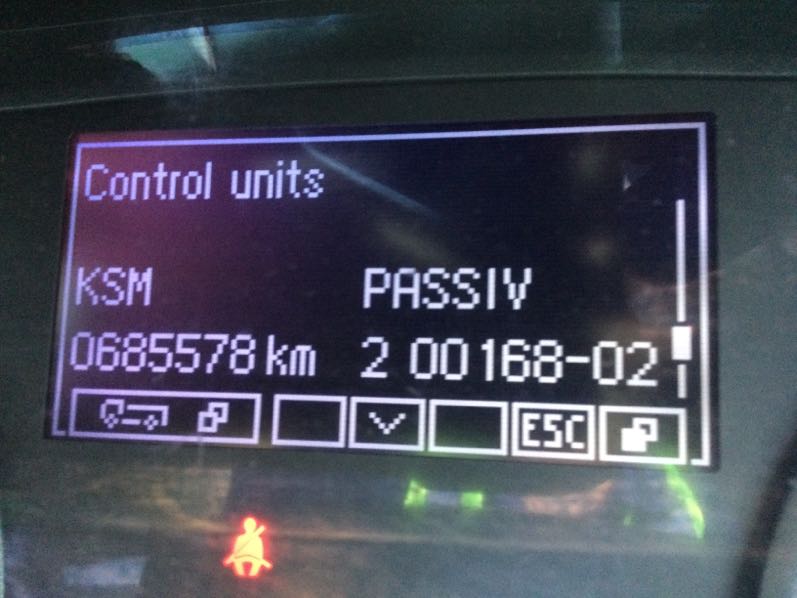 Control units
KSM PASSIV
0685578 km 2 00168-02
ESC